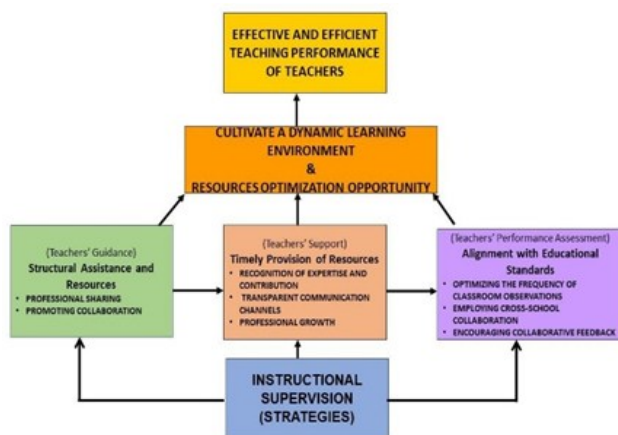 EFFECTIVE AND EFFICIENT
TEACHING PERFORMANCE
OF TEACHERS
CULTIVATE A DYNAMIC LEARNING
ENVIRONMENT
&
RESOURCES OPTIMIZATION OPPORTUNITY
(Teachers' Guidance)
Structural Assistance and
Resources
• PROFESSIONAL SHARING
• PROMOTING COLLABORATION
(Teachers' Support)
Timely Provision of Resources
• RECOGNITION OF EXPERTISE AND
CONTRIBUTION
• TRANSPARENT COMMUNICATION
CHANNELS
• PROFESSIONAL GROWTH
(Teachers' Performance Assessment)
Alignment with Educational
Standards
• OPTIMIZING THE FREQUENCY OF
CLASSROOM OBSERVATIONS
• EMPLOYING CROSS-SCHOOL
COLLABORATION
• ENCOURAGING COLLABORATIVE FEEDBACK
INSTRUCTIONAL
SUPERVISION
(STRATEGIES)